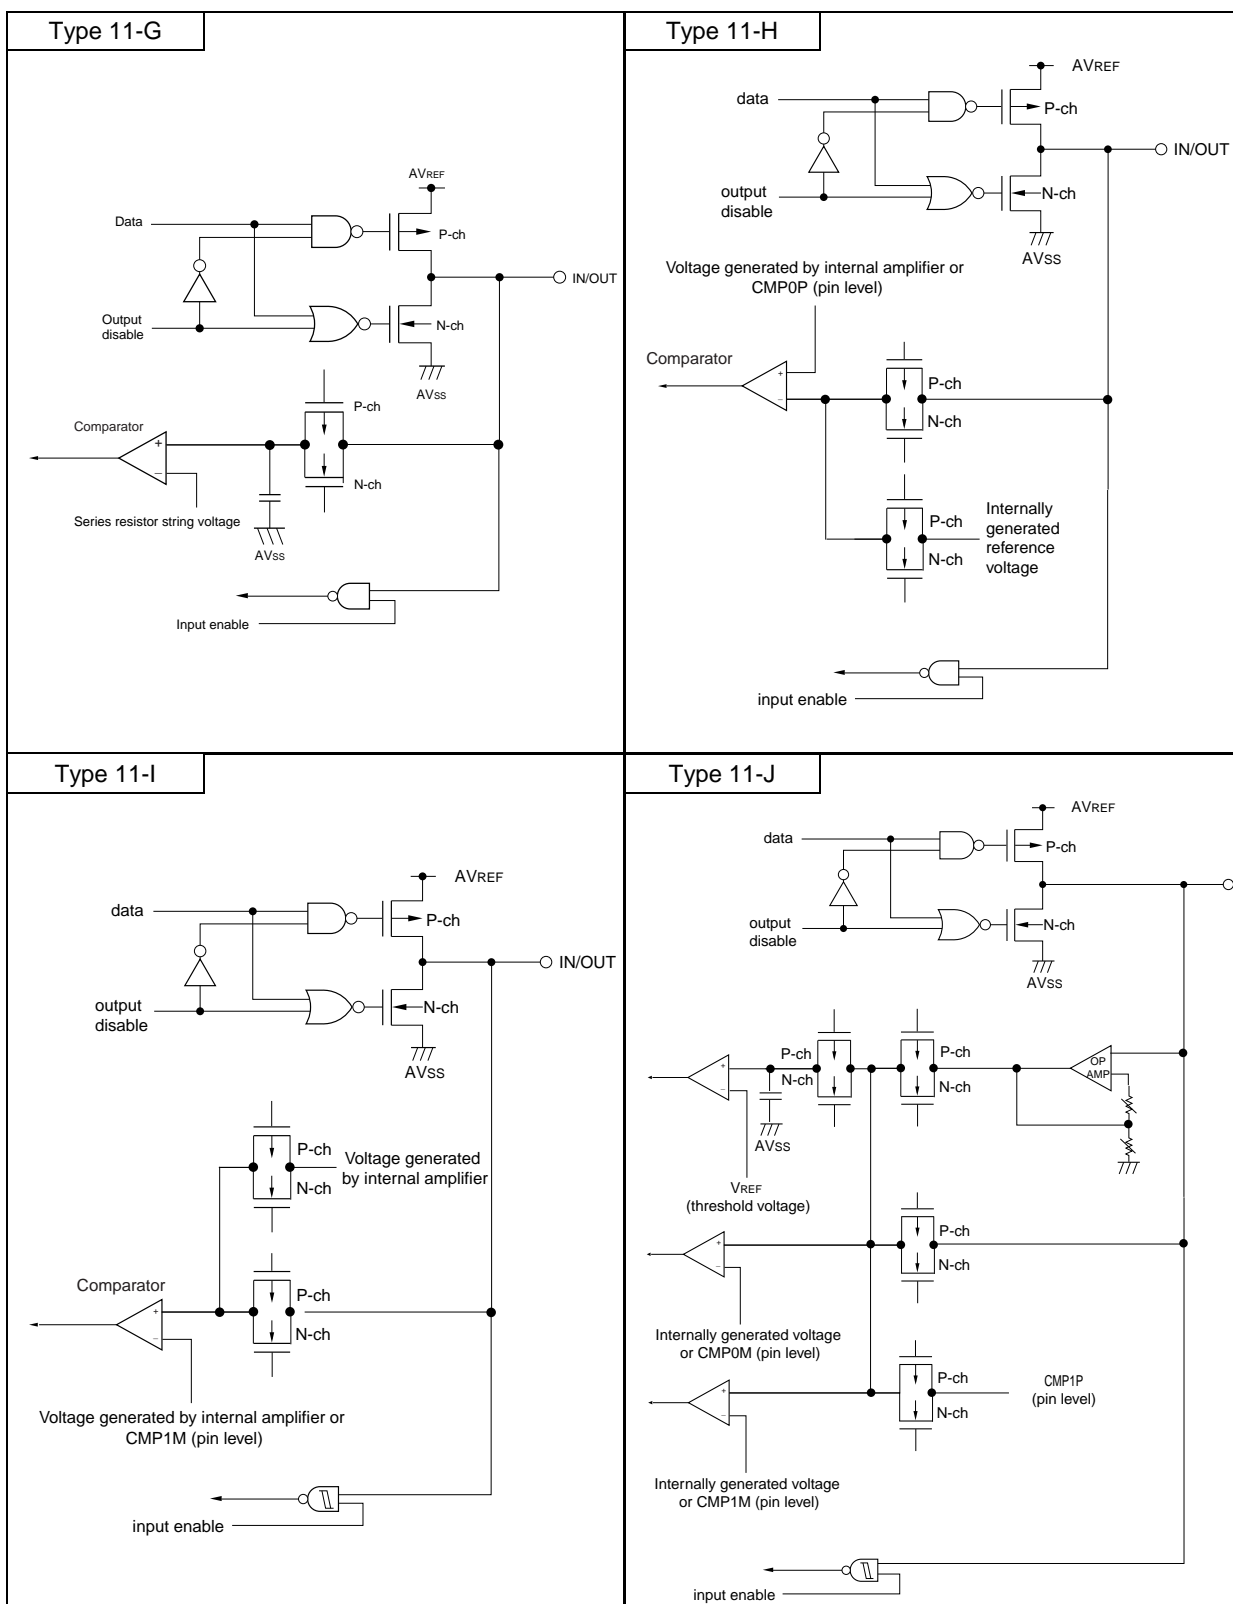 Type 11-G
AVREF
Data
P-ch
IN/OUT
Output
disable
N-ch
AVSS
P-ch
Comparator
+
–
N-ch
Series resistor string voltage
AVSS
Input enable
Type 11-H
AVREF
data
P-ch
IN/OUT
output
disable
N-ch
AVSS
Voltage generated by internal amplifier or
CMP0P (pin level)
Comparator
+
–
P-ch
N-ch
P-ch
N-ch
Internally
generated
reference
voltage
input enable
Type 11-I
AVREF
data
P-ch
IN/OUT
output
disable
N-ch
AVSS
P-ch
N-ch
Voltage generated
by internal amplifier
Comparator
+
–
P-ch
N-ch
Voltage generated by internal amplifier or
CMP1M (pin level)
input enable
Type 11-J
AVREF
data
P-ch
output
disable
N-ch
AVSS
P-ch
N-ch
P-ch
N-ch
OP
AMP
+
–
AVSS
VREF
(threshold voltage)
P-ch
N-ch
+
–
Internally generated voltage
or CMP0M (pin level)
P-ch
N-ch
CMP1P
(pin level)
+
–
Internally generated voltage
or CMP1M (pin level)
input enable